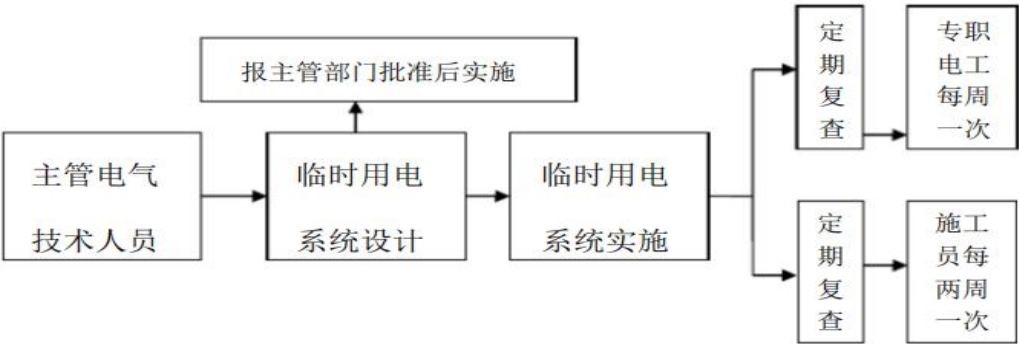 报主管部门批准后实施
主管电气
技术人员
临时用电
系统设计
临时用电
系统实施
定
期
复
查
专职
电工
每周
一次
定
期
复
查
施工
员每
两周
一次